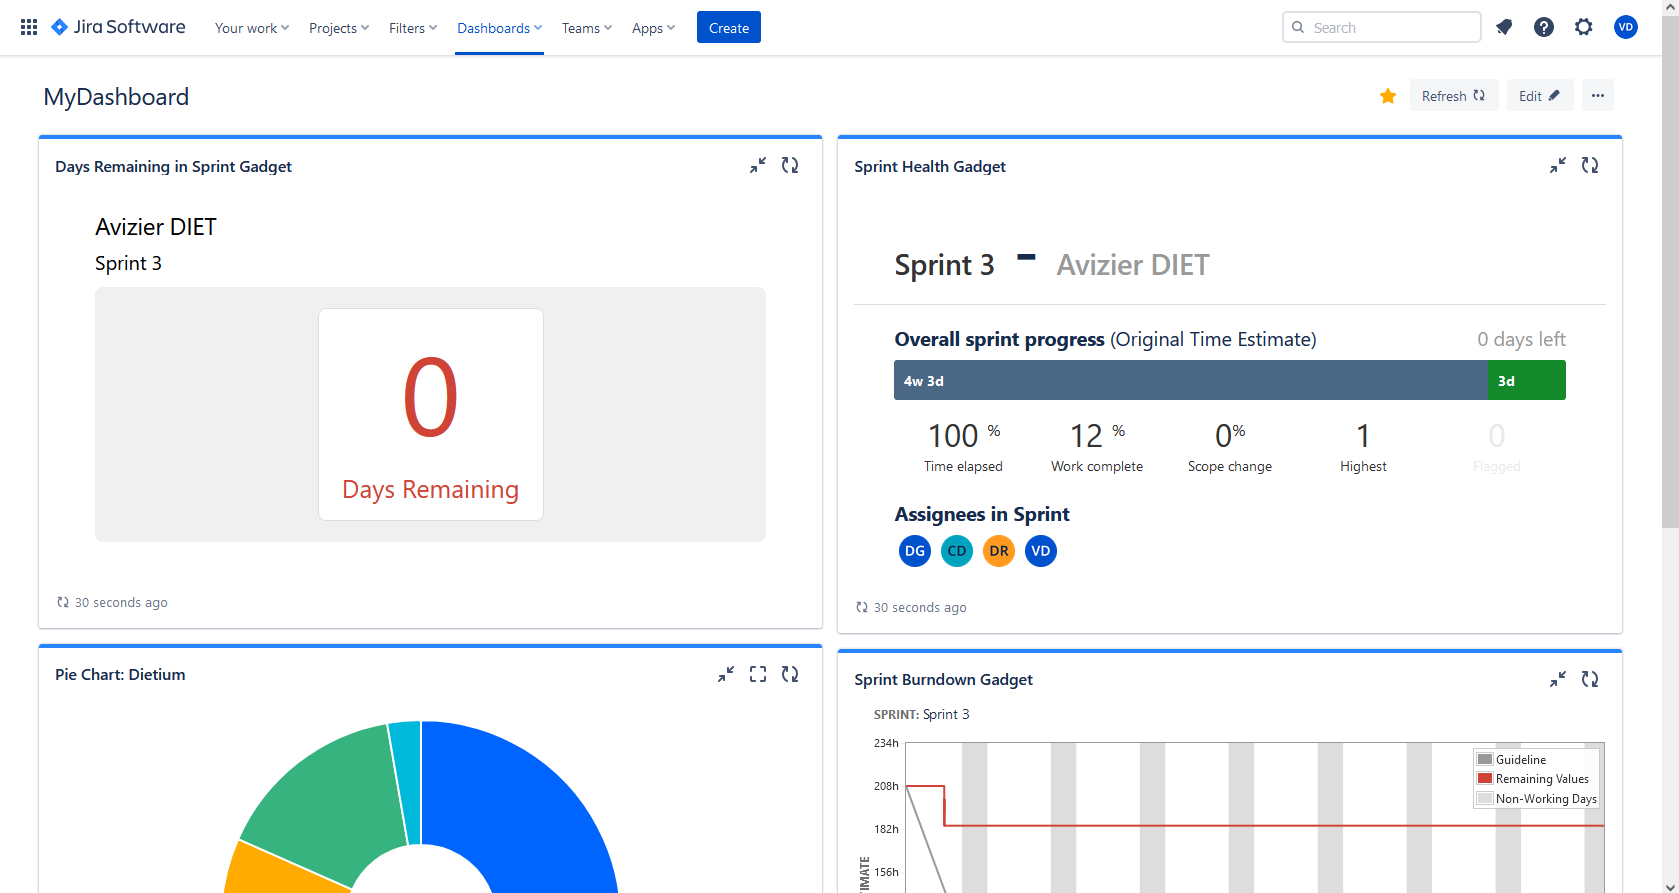 Jira Software Your work Projects Filters Dashboards Teams Apps Create Search VD
MyDashboard
Refresh Edit
Days Remaining in Sprint Gadget
Avizier DIET
Sprint 3
0
Days Remaining
30 seconds ago
Sprint Health Gadget
Sprint 3 - Avizier DIET
Overall sprint progress (Original Time Estimate) 0 days left
4w 3d 3d
100 % 12 % 0% 1 0
Time elapsed Work complete Scope change Highest Flagged
Assignees in Sprint
DG CD DR VD
30 seconds ago
Pie Chart: Dietium
Sprint Burndown Gadget
SPRINT: Sprint 3
234h
208h
182h
156h
Guideline
Remaining Values
Non-Working Days